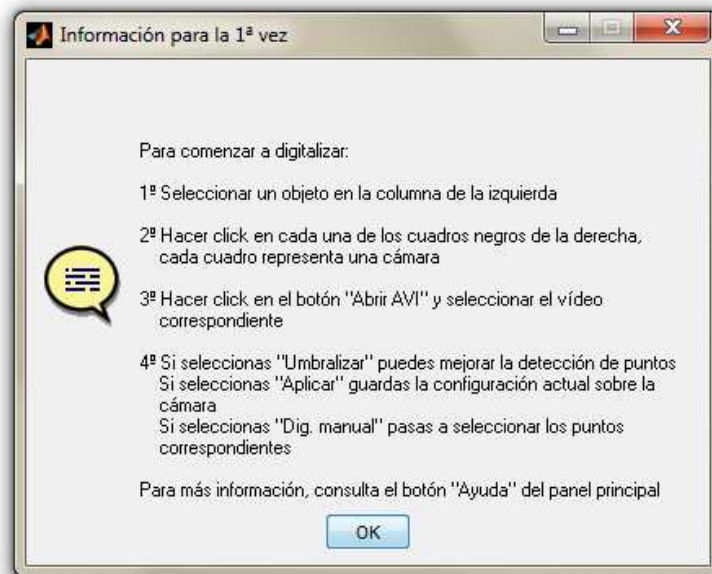 Información para la 1ª vez
Para comenzar a digitalizar:
1º Seleccionar un objeto en la columna de la izquierda
2º Hacer click en cada una de los cuadros negros de la derecha,
cada cuadro representa una cámara
3º Hacer click en el botón "Abrir AVI" y seleccionar el vídeo
correspondiente
4º Si seleccionas "Umbralizar" puedes mejorar la detección de puntos
Si seleccionas "Aplicar" guardas la configuración actual sobre la
cámara
Si seleccionas "Dig. manual" pasas a seleccionar los puntos
correspondientes
Para más información, consulta el botón "Ayuda" del panel principal
OK